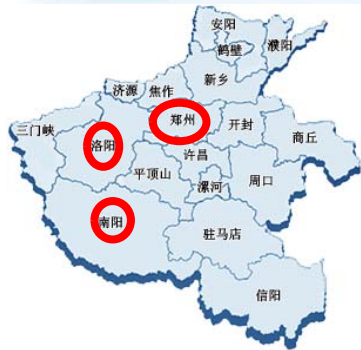 安阳
鹤壁
濮阳
新乡
济源
焦作
三门峡
洛阳
郑州
开封
商丘
许昌
平顶山
漯河
周口
南阳
驻马店
信阳